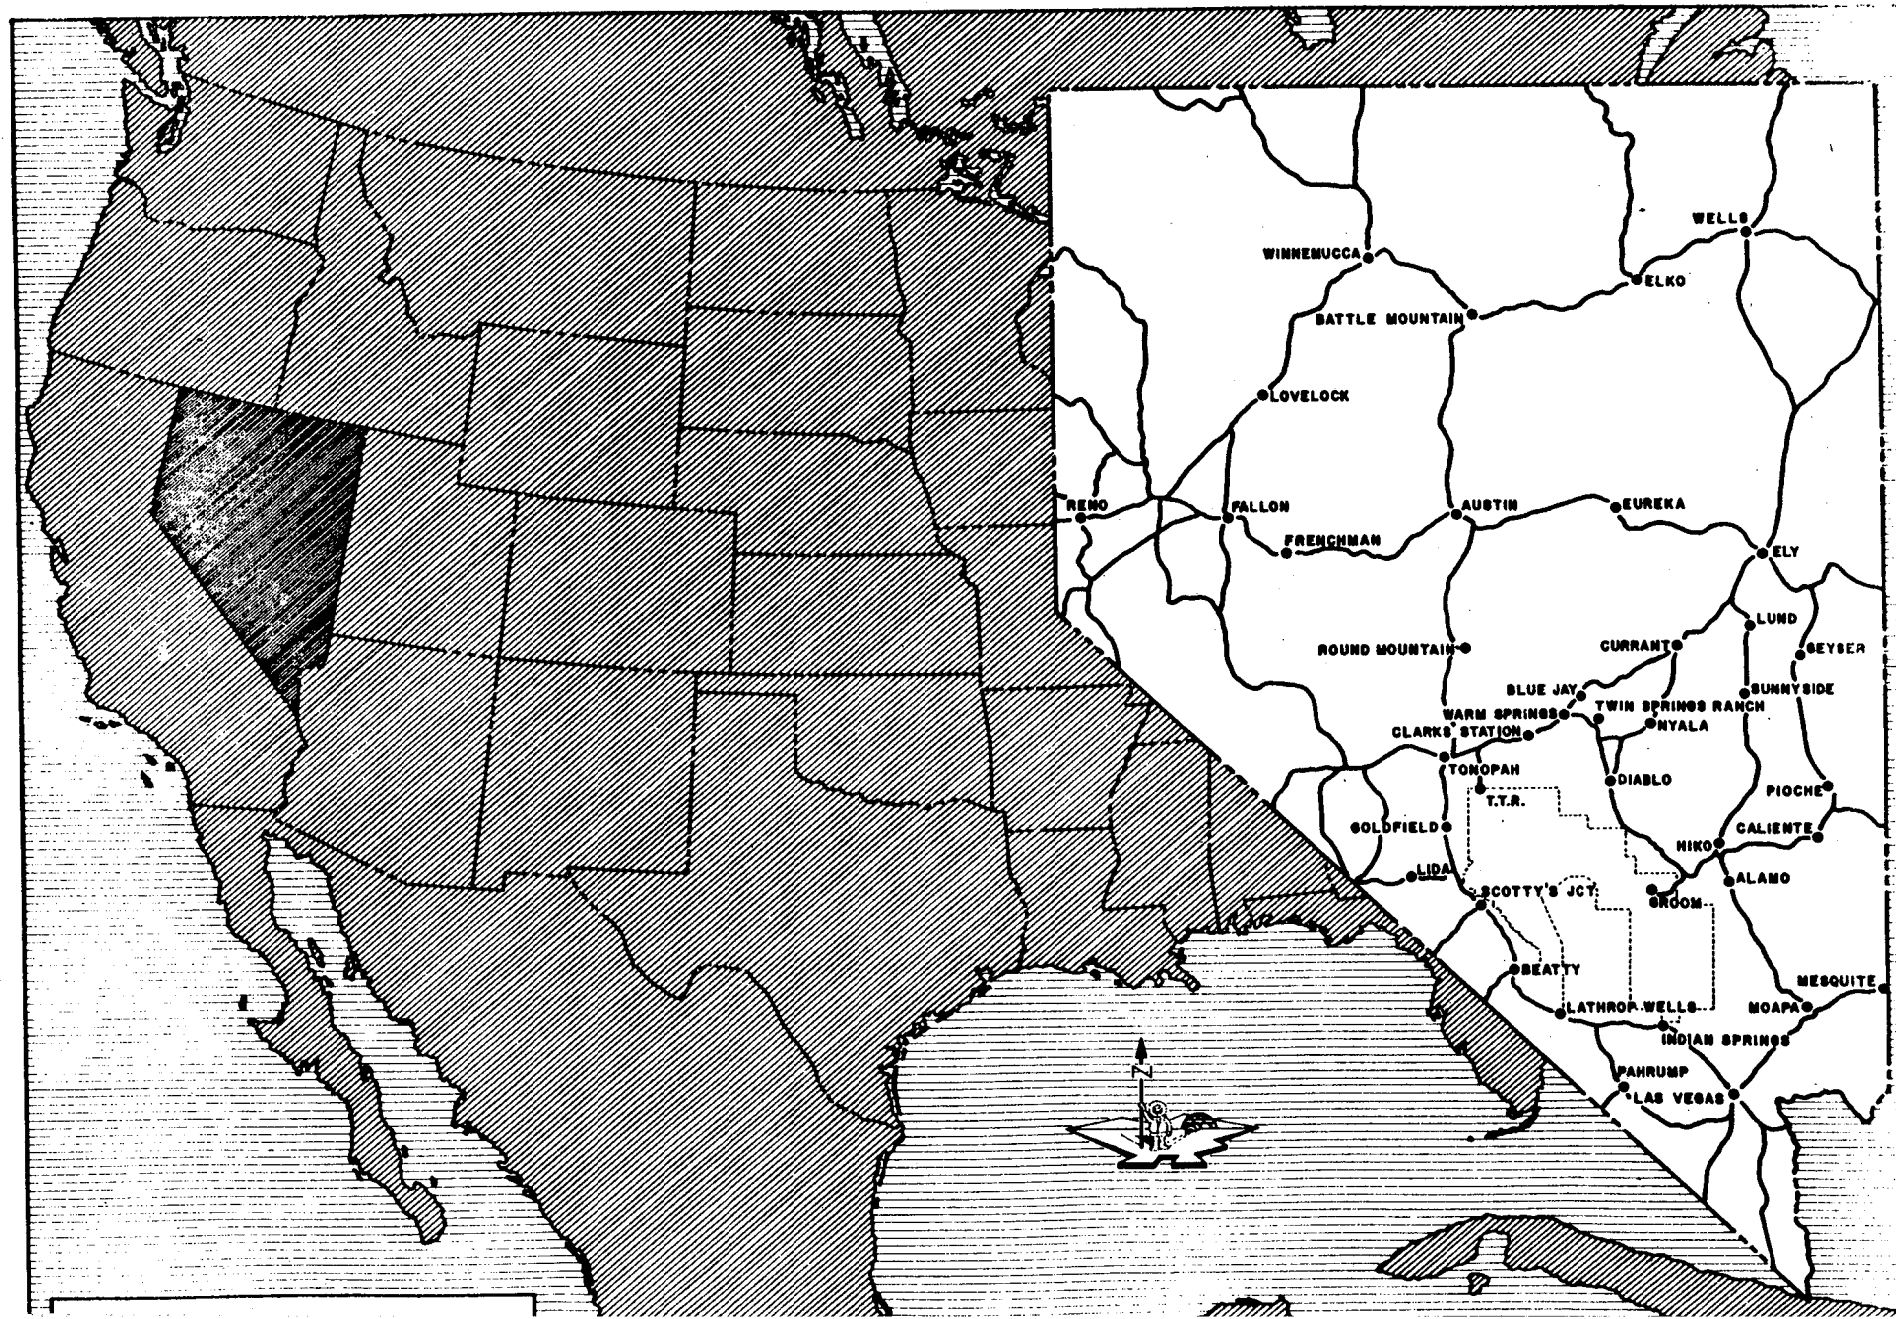 WELLS
WINNEMUCCA
ELKO
BATTLE MOUNTAIN
LOVELOCK
RENO
FALLON
AUSTIN
EUREKA
FRENCHMAN
ELY
LUND
ROUND MOUNTAIN
CURRANT
GEYSER
BLUE JAY
SUNNYSIDE
TWIN SPRINGS RANCH
WARM SPRINGS
NYALA
CLARKS STATION
TONOPAH
DIABLO
PIOCHE
T.T.R.
GOLDFIELD
CALIENTE
HIKO
LIDA
ALAMO
SCOTTY'S JCT
GROOM
BEATTY
MESQUITE
LATHROP WELLS
MOAPA
INDIAN SPRINGS
N
PAHRUMP
LAS VEGAS